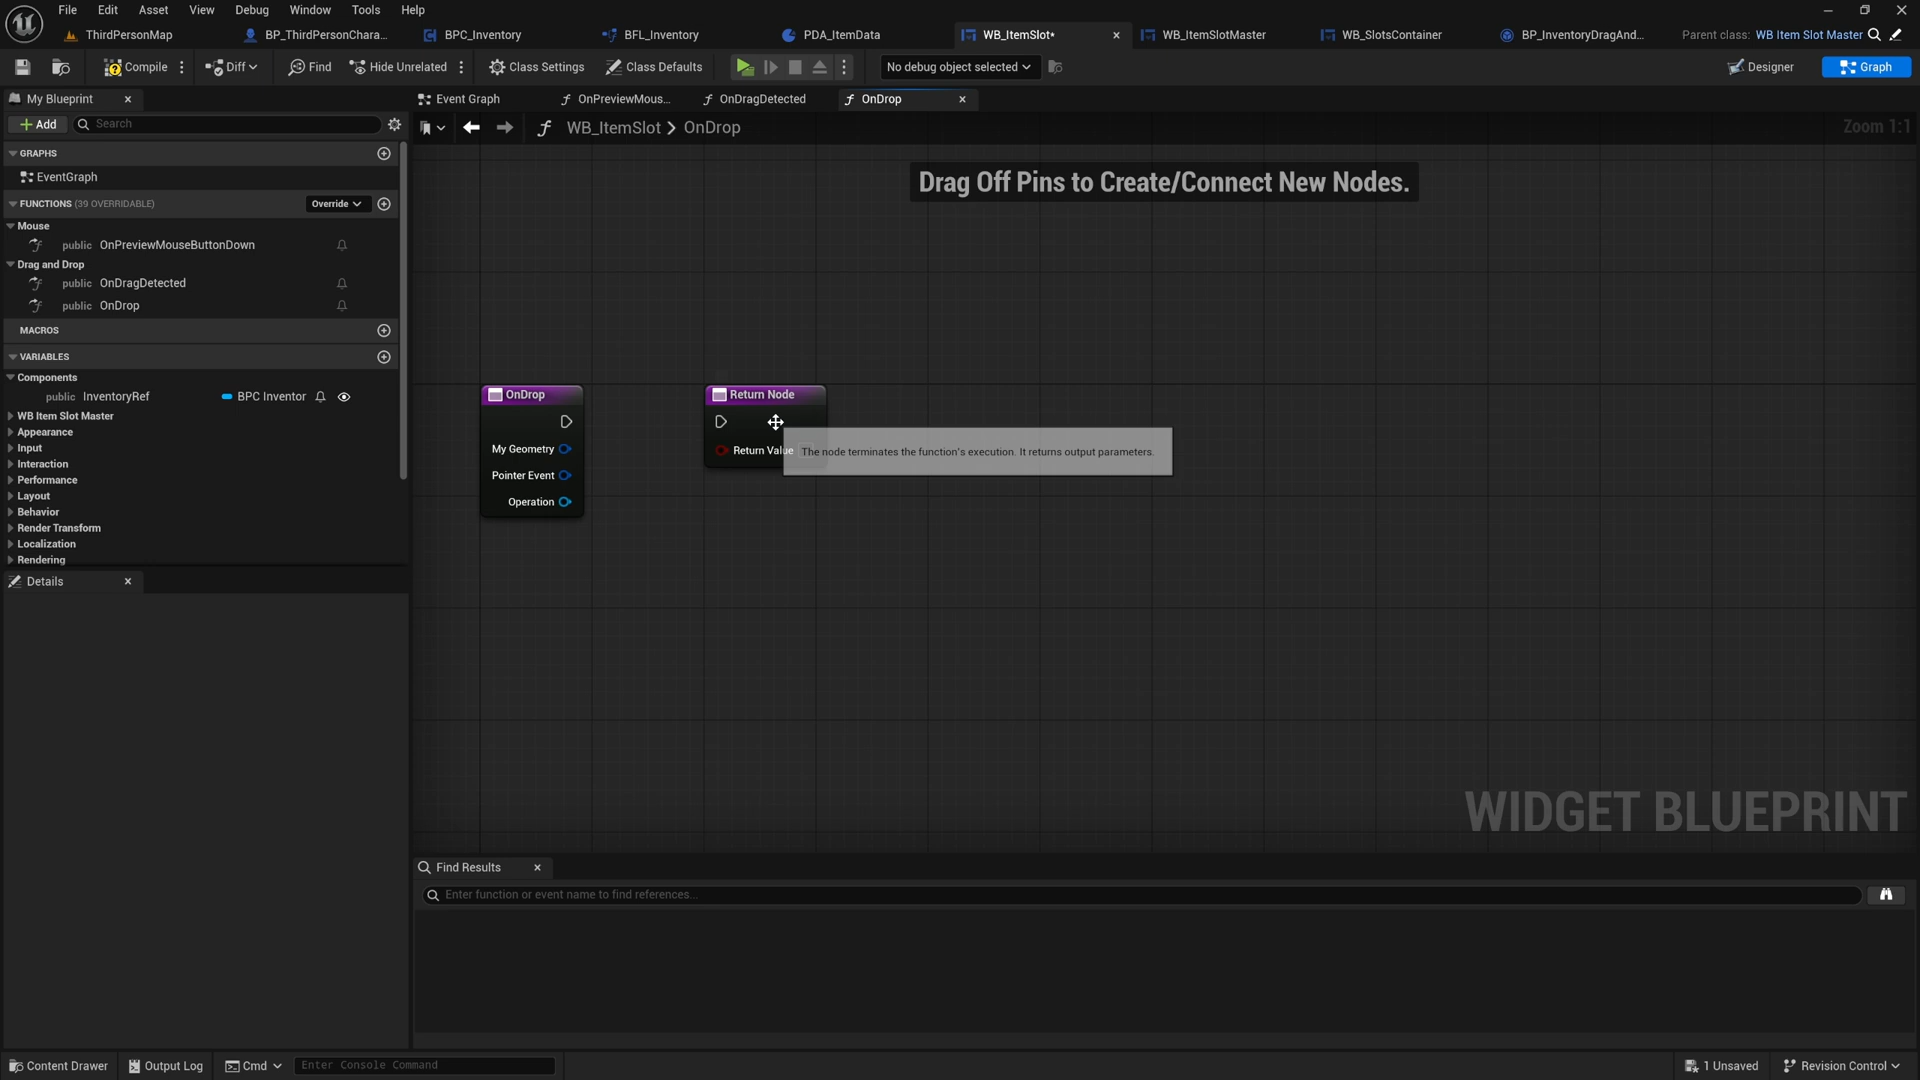 File Edit Asset View Debug Window Tools Help
ThirdPersonMap BP_ThirdPersonChara... BPC_Inventory BFL_Inventory PDA_ItemData WB_ItemSlot* WB_ItemSlotMaster WB_SlotsContainer BP_InventoryDragAnd... Parent class: WB Item Slot Master
Compile Diff Find Hide Unrelated Class Settings Class Defaults No debug object selected Designer Graph
My Blueprint Event Graph OnPreviewMous... OnDragDetected OnDrop
Add Search WB_ItemSlot > OnDrop Zoom 1:1
GRAPHS
EventGraph
Drag Off Pins to Create/Connect New Nodes.
FUNCTIONS (39 OVERRIDABLE) Override
Mouse
public OnPreviewMouseButtonDown
Drag and Drop
public OnDragDetected
public OnDrop
MACROS
VARIABLES
Components
public InventoryRef BPC Inventor
WB Item Slot Master
Appearance
Input
Interaction
Performance
Layout
Behavior
Render Transform
Localization
Rendering
Details
OnDrop
My Geometry
Pointer Event
Operation
Return Node
Return Value
The node terminates the function's execution. It returns output parameters.
WIDGET BLUEPRINT
Find Results
Enter function or event name to find references...
Content Drawer Output Log Cmd Enter Console Command 1 Unsaved Revision Control